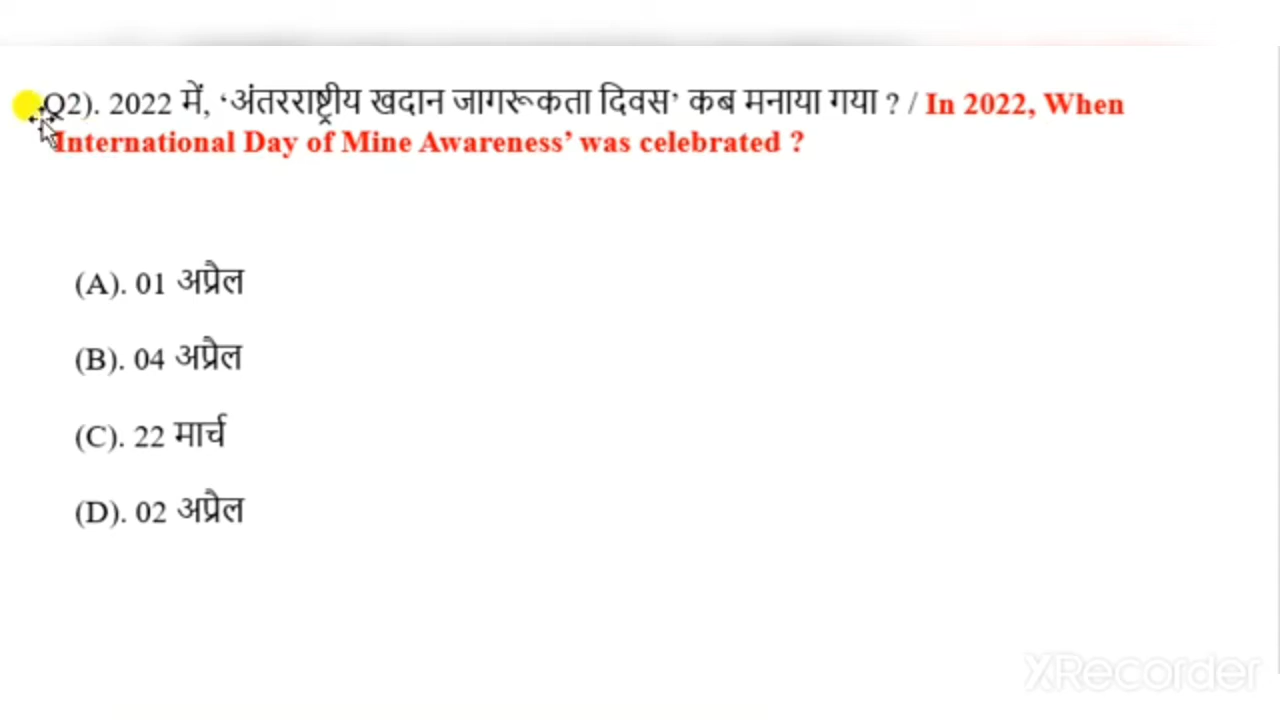 Q2). 2022 में, ‘अंतरराष्ट्रीय खदान जागरूकता दिवस’ कब मनाया गया ? / In 2022, When
International Day of Mine Awareness’ was celebrated ?
(A). 01 अप्रैल
(B). 04 अप्रैल
(C). 22 मार्च
(D). 02 अप्रैल
XRecorder